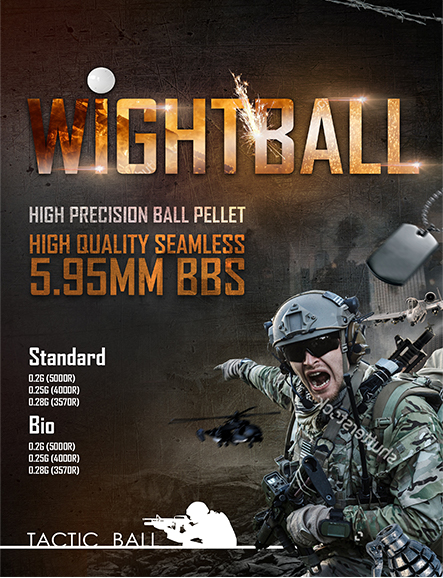 WiGHTBALL
HIGH PRECISION BALL PELLET
HIGH QUALITY SEAMLESS
5.95MM BBS
Standard
0.2G (5000R)
0.25G (4000R)
0.28G (3570R)
Bio
0.2G (5000R)
0.25G (4000R)
0.28G (3570R)
shutterstock
TACTIC BALL